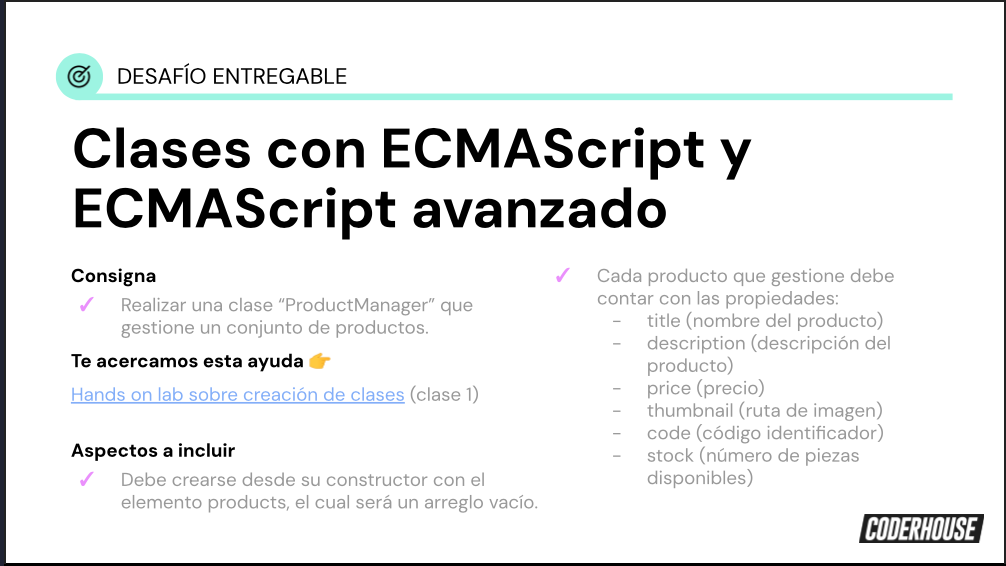 DESAFÍO ENTREGABLE
Clases con ECMAScript y
ECMAScript avanzado
Consigna
✓ Realizar una clase “ProductManager” que
gestione un conjunto de productos.
Te acercamos esta ayuda 👉
Hands on lab sobre creación de clases (clase 1)
Aspectos a incluir
✓ Debe crearse desde su constructor con el
elemento products, el cual será un arreglo vacío.
✓ Cada producto que gestione debe
contar con las propiedades:
- title (nombre del producto)
- description (descripción del
producto)
- price (precio)
- thumbnail (ruta de imagen)
- code (código identificador)
- stock (número de piezas
disponibles)
CODERHOUSE